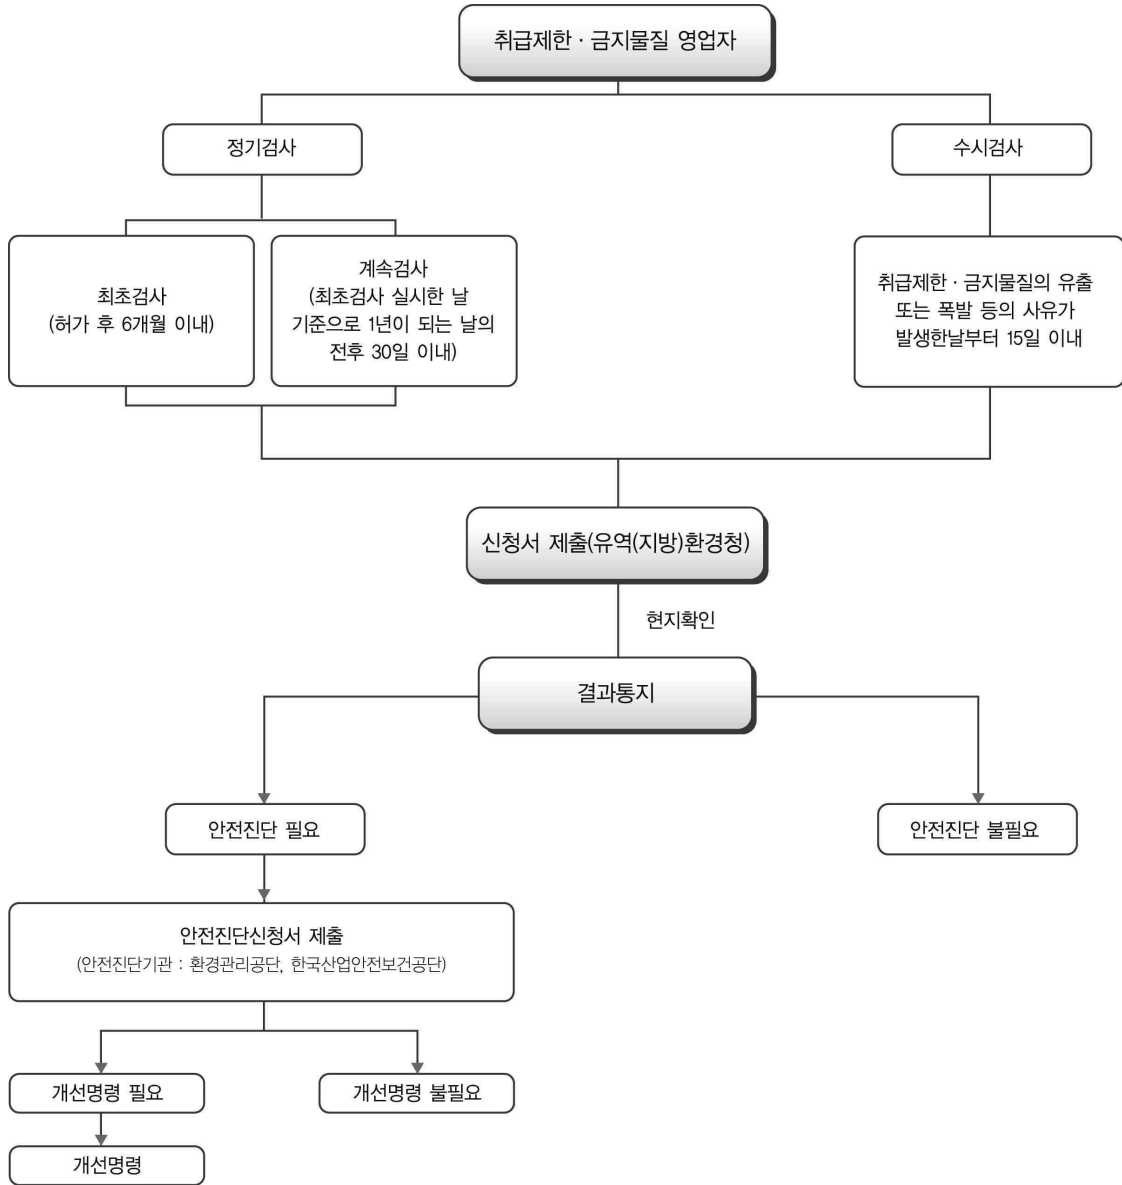 취급제한 · 금지물질 영업자
정기검사
수시검사
최초검사
(허가 후 6개월 이내)
계속검사
(최초검사 실시한 날
기준으로 1년이 되는 날의
전후 30일 이내)
취급제한 · 금지물질의 유출
또는 폭발 등의 사유가
발생한날부터 15일 이내
신청서 제출(유역(지방)환경청)
현지확인
결과통지
안전진단 필요
안전진단 불필요
안전진단신청서 제출
(안전진단기관 : 환경관리공단, 한국산업안전보건공단)
개선명령 필요
개선명령 불필요
개선명령